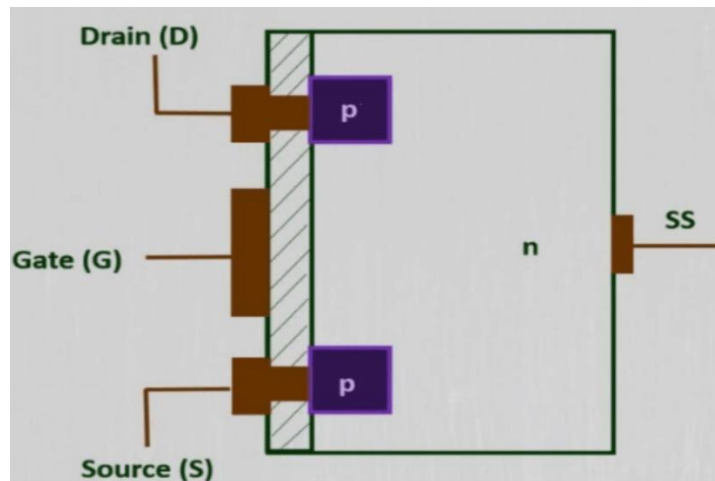 Drain (D)
p
SS
n
Gate (G)
p
Source (S)